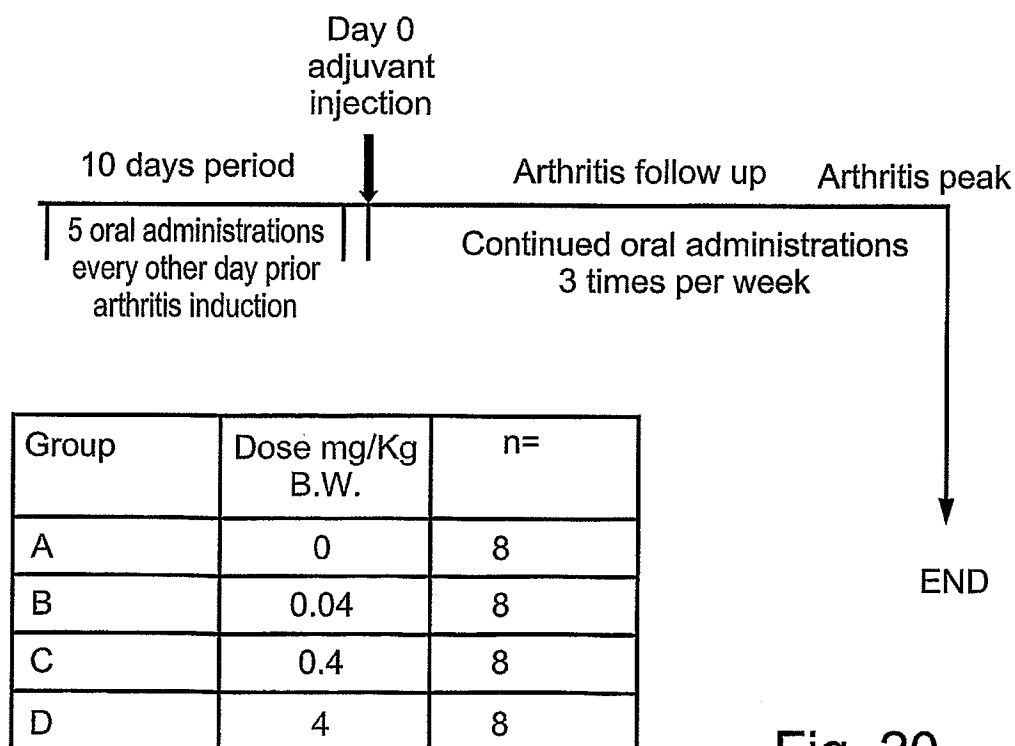 Day 0
adjuvant
injection
10 days period
Arthritis follow up
Arthritis peak
5 oral administrations
every other day prior
arthritis induction
Continued oral administrations
3 times per week
END
Group Dose mg/Kg n=
B.W.
A 0 8
B 0.04 8
C 0.4 8
D 4 8
Fig. 20